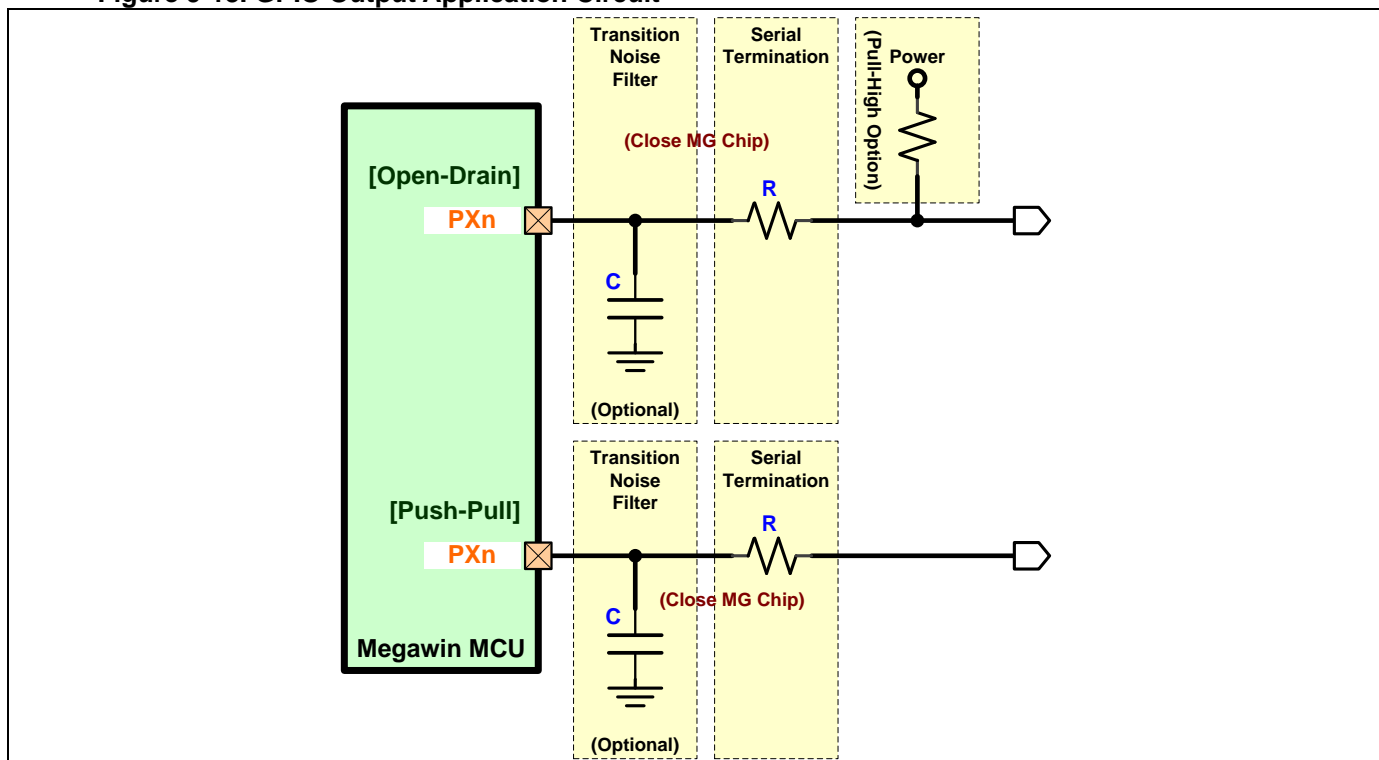 Transition
Noise
Filter
Serial
Termination
(Pull-High Option)
Power
(Close MG Chip)
[Open-Drain]
R
PXn
C
(Optional)
Transition
Noise
Filter
Serial
Termination
[Push-Pull]
R
PXn
(Close MG Chip)
C
Megawin MCU
(Optional)